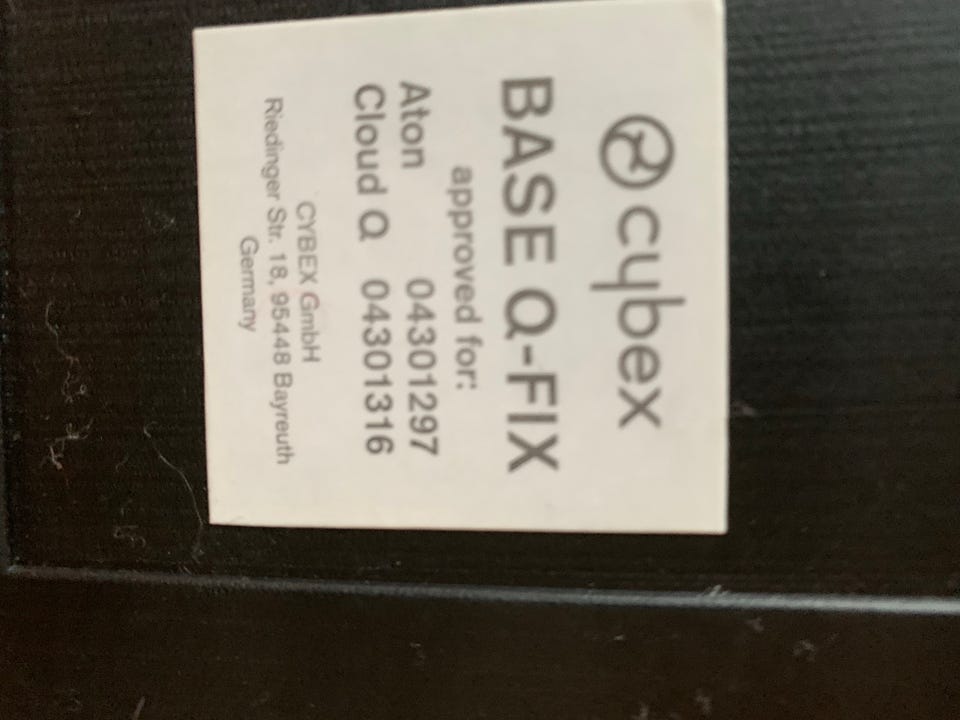 cybex
BASE Q-FIX
approved for:
Aton 04301297
Cloud Q 04301316
CYBEX GmbH
Riedinger Str. 18, 95448 Bayreuth
Germany